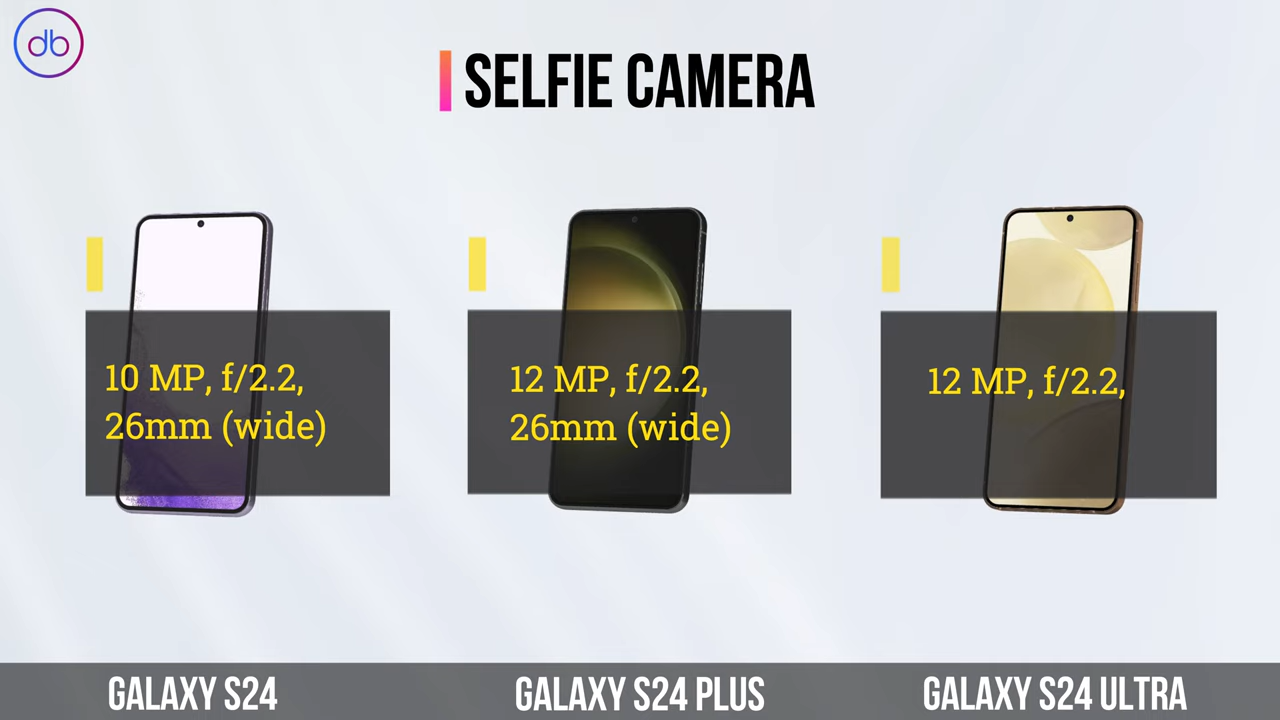 db
SELFIE CAMERA
10 MP, f/2.2,
26mm (wide)
12 MP, f/2.2,
26mm (wide)
12 MP, f/2.2,
GALAXY S24
GALAXY S24 PLUS
GALAXY S24 ULTRA